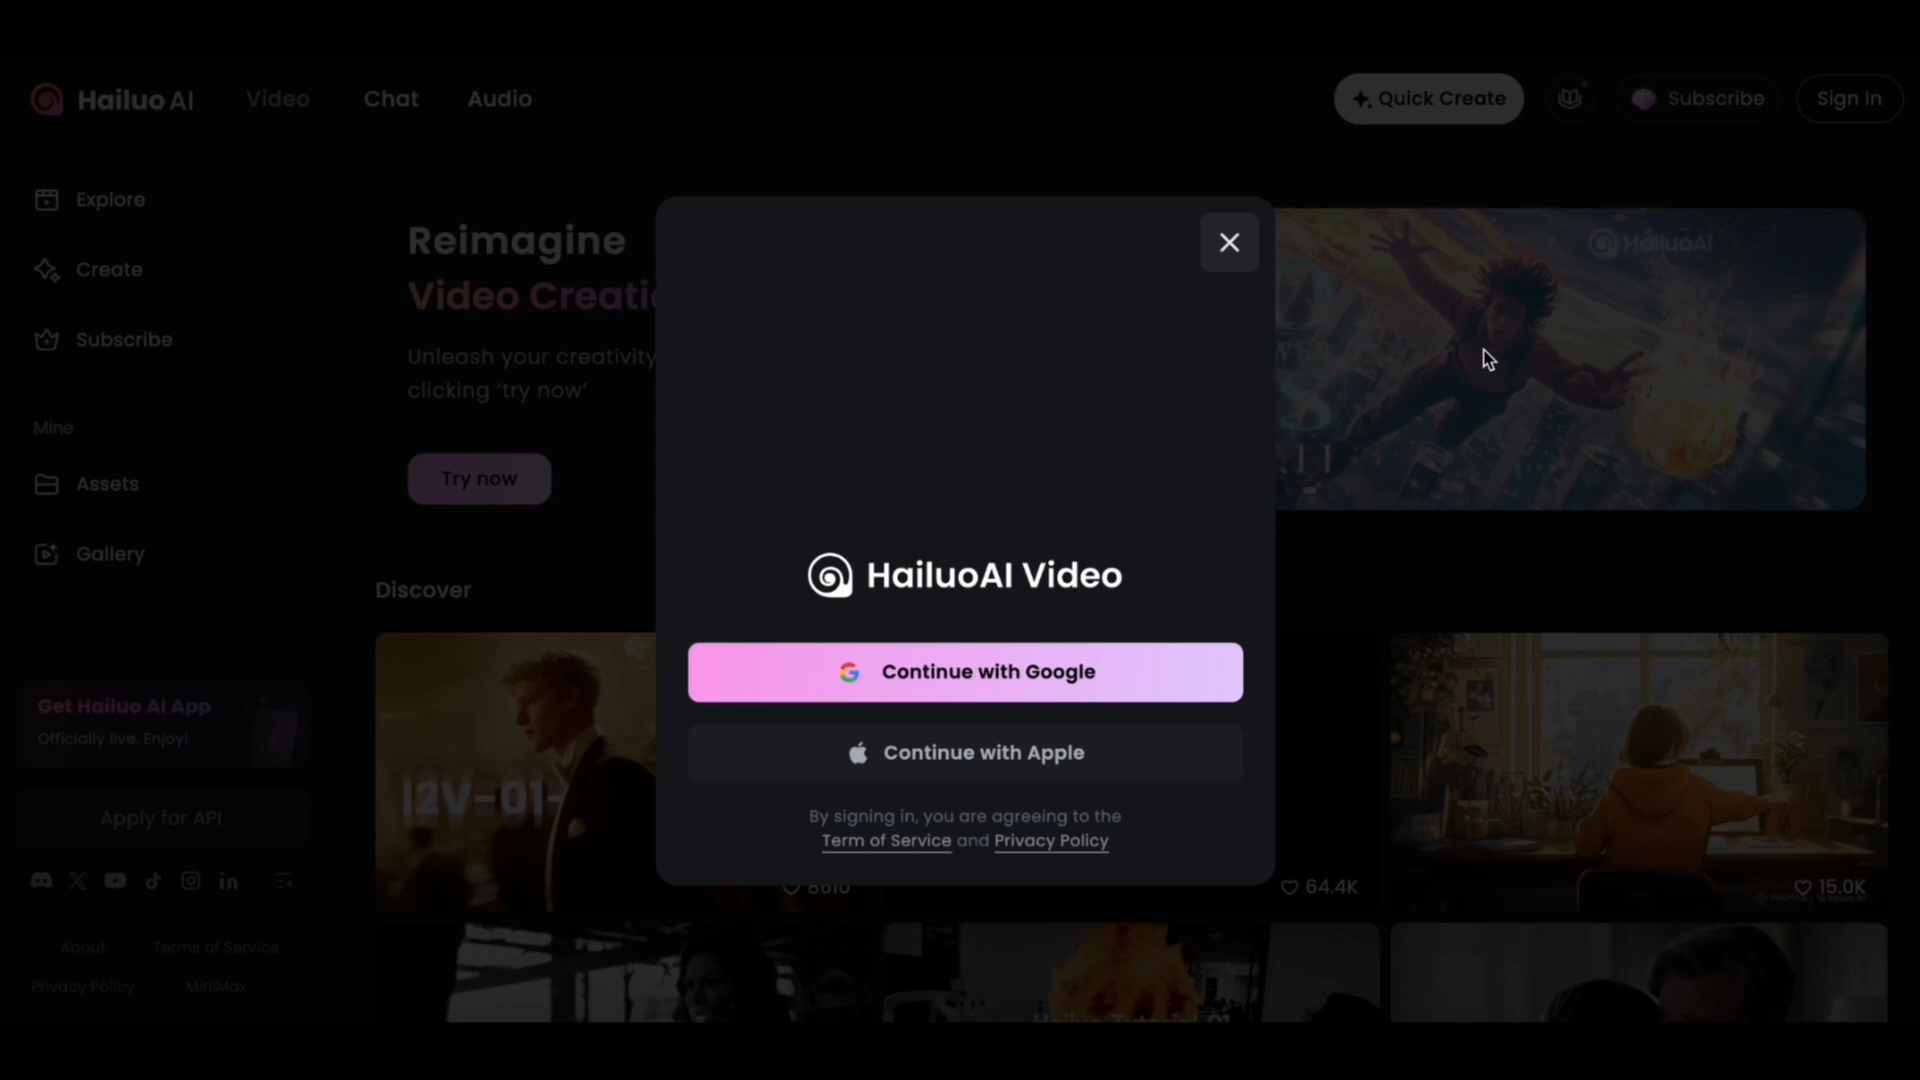 Hailuo AI
Video
Chat
Audio
Quick Create
Subscribe
Sign In
Explore
Create
Subscribe
Mine
Assets
Gallery
Get Hailuo AI App
Officially live. Enjoy!
Apply for API
About
Terms of Service
Privacy Policy
MiniMax
Reimagine
Video Creati
Unleash your creativity
clicking ‘try now’
Try now
HailuoAI
Discover
I2V-01-
8610
64.4K
15.0K
HailuoAI Video
Continue with Google
Continue with Apple
By signing in, you are agreeing to the
Term of Service and Privacy Policy